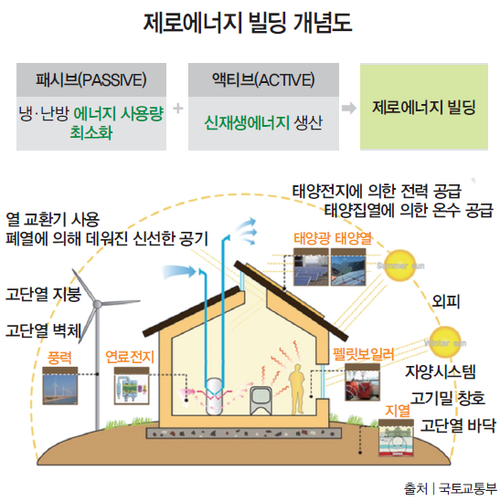 제로에너지 빌딩 개념도
패시브(PASSIVE)
냉·난방 에너지 사용량
최소화
+
액티브(ACTIVE)
신재생에너지 생산
제로에너지 빌딩
태양전지에 의한 전력 공급
태양집열에 의한 온수 공급
열 교환기 사용
폐열에 의해 데워진 신선한 공기
태양광 태양열
Summer sun
고단열 지붕
외피
고단열 벽체
Winter sun
풍력
연료전지
펠릿보일러
자양시스템
고기밀 창호
지열
고단열 바닥
출처 | 국토교통부